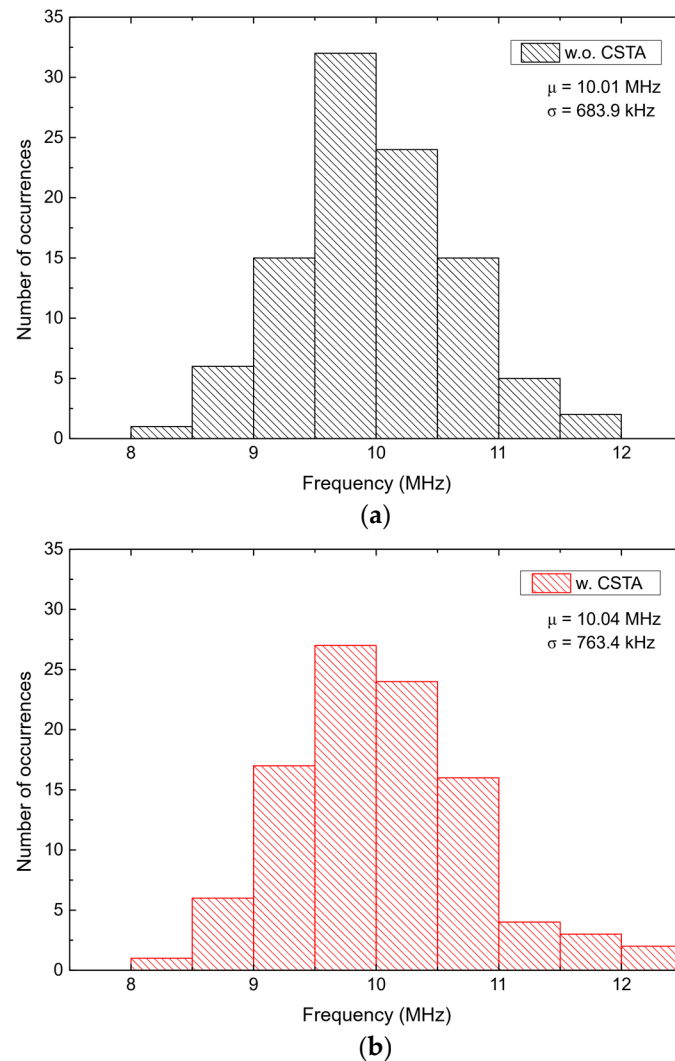 35
30
25
20
15
10
5
0
Number of occurrences
w.o. CSTA
μ = 10.01 MHz
σ = 683.9 kHz
8 9 10 11 12
Frequency (MHz)
(a)
35
30
25
20
15
10
5
0
Number of occurrences
w. CSTA
μ = 10.04 MHz
σ = 763.4 kHz
8 9 10 11 12
Frequency (MHz)
(b)